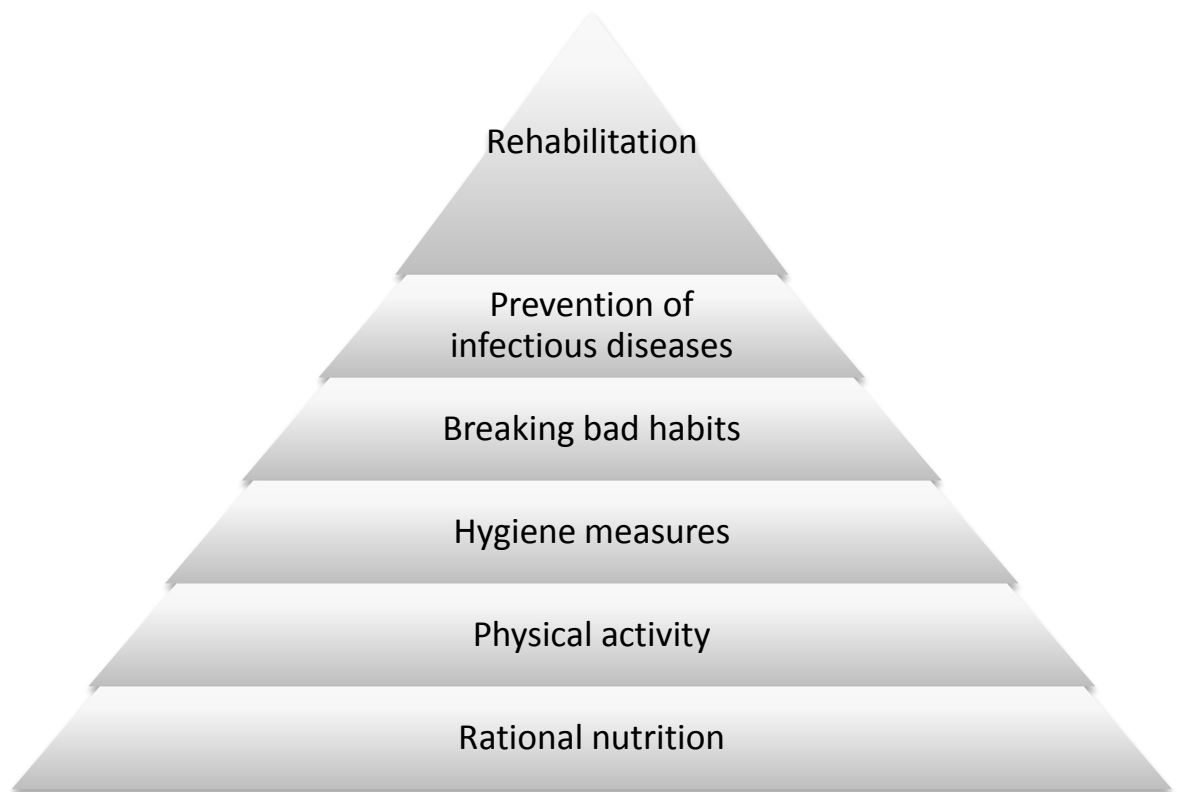 Rehabilitation
Prevention of
infectious diseases
Breaking bad habits
Hygiene measures
Physical activity
Rational nutrition